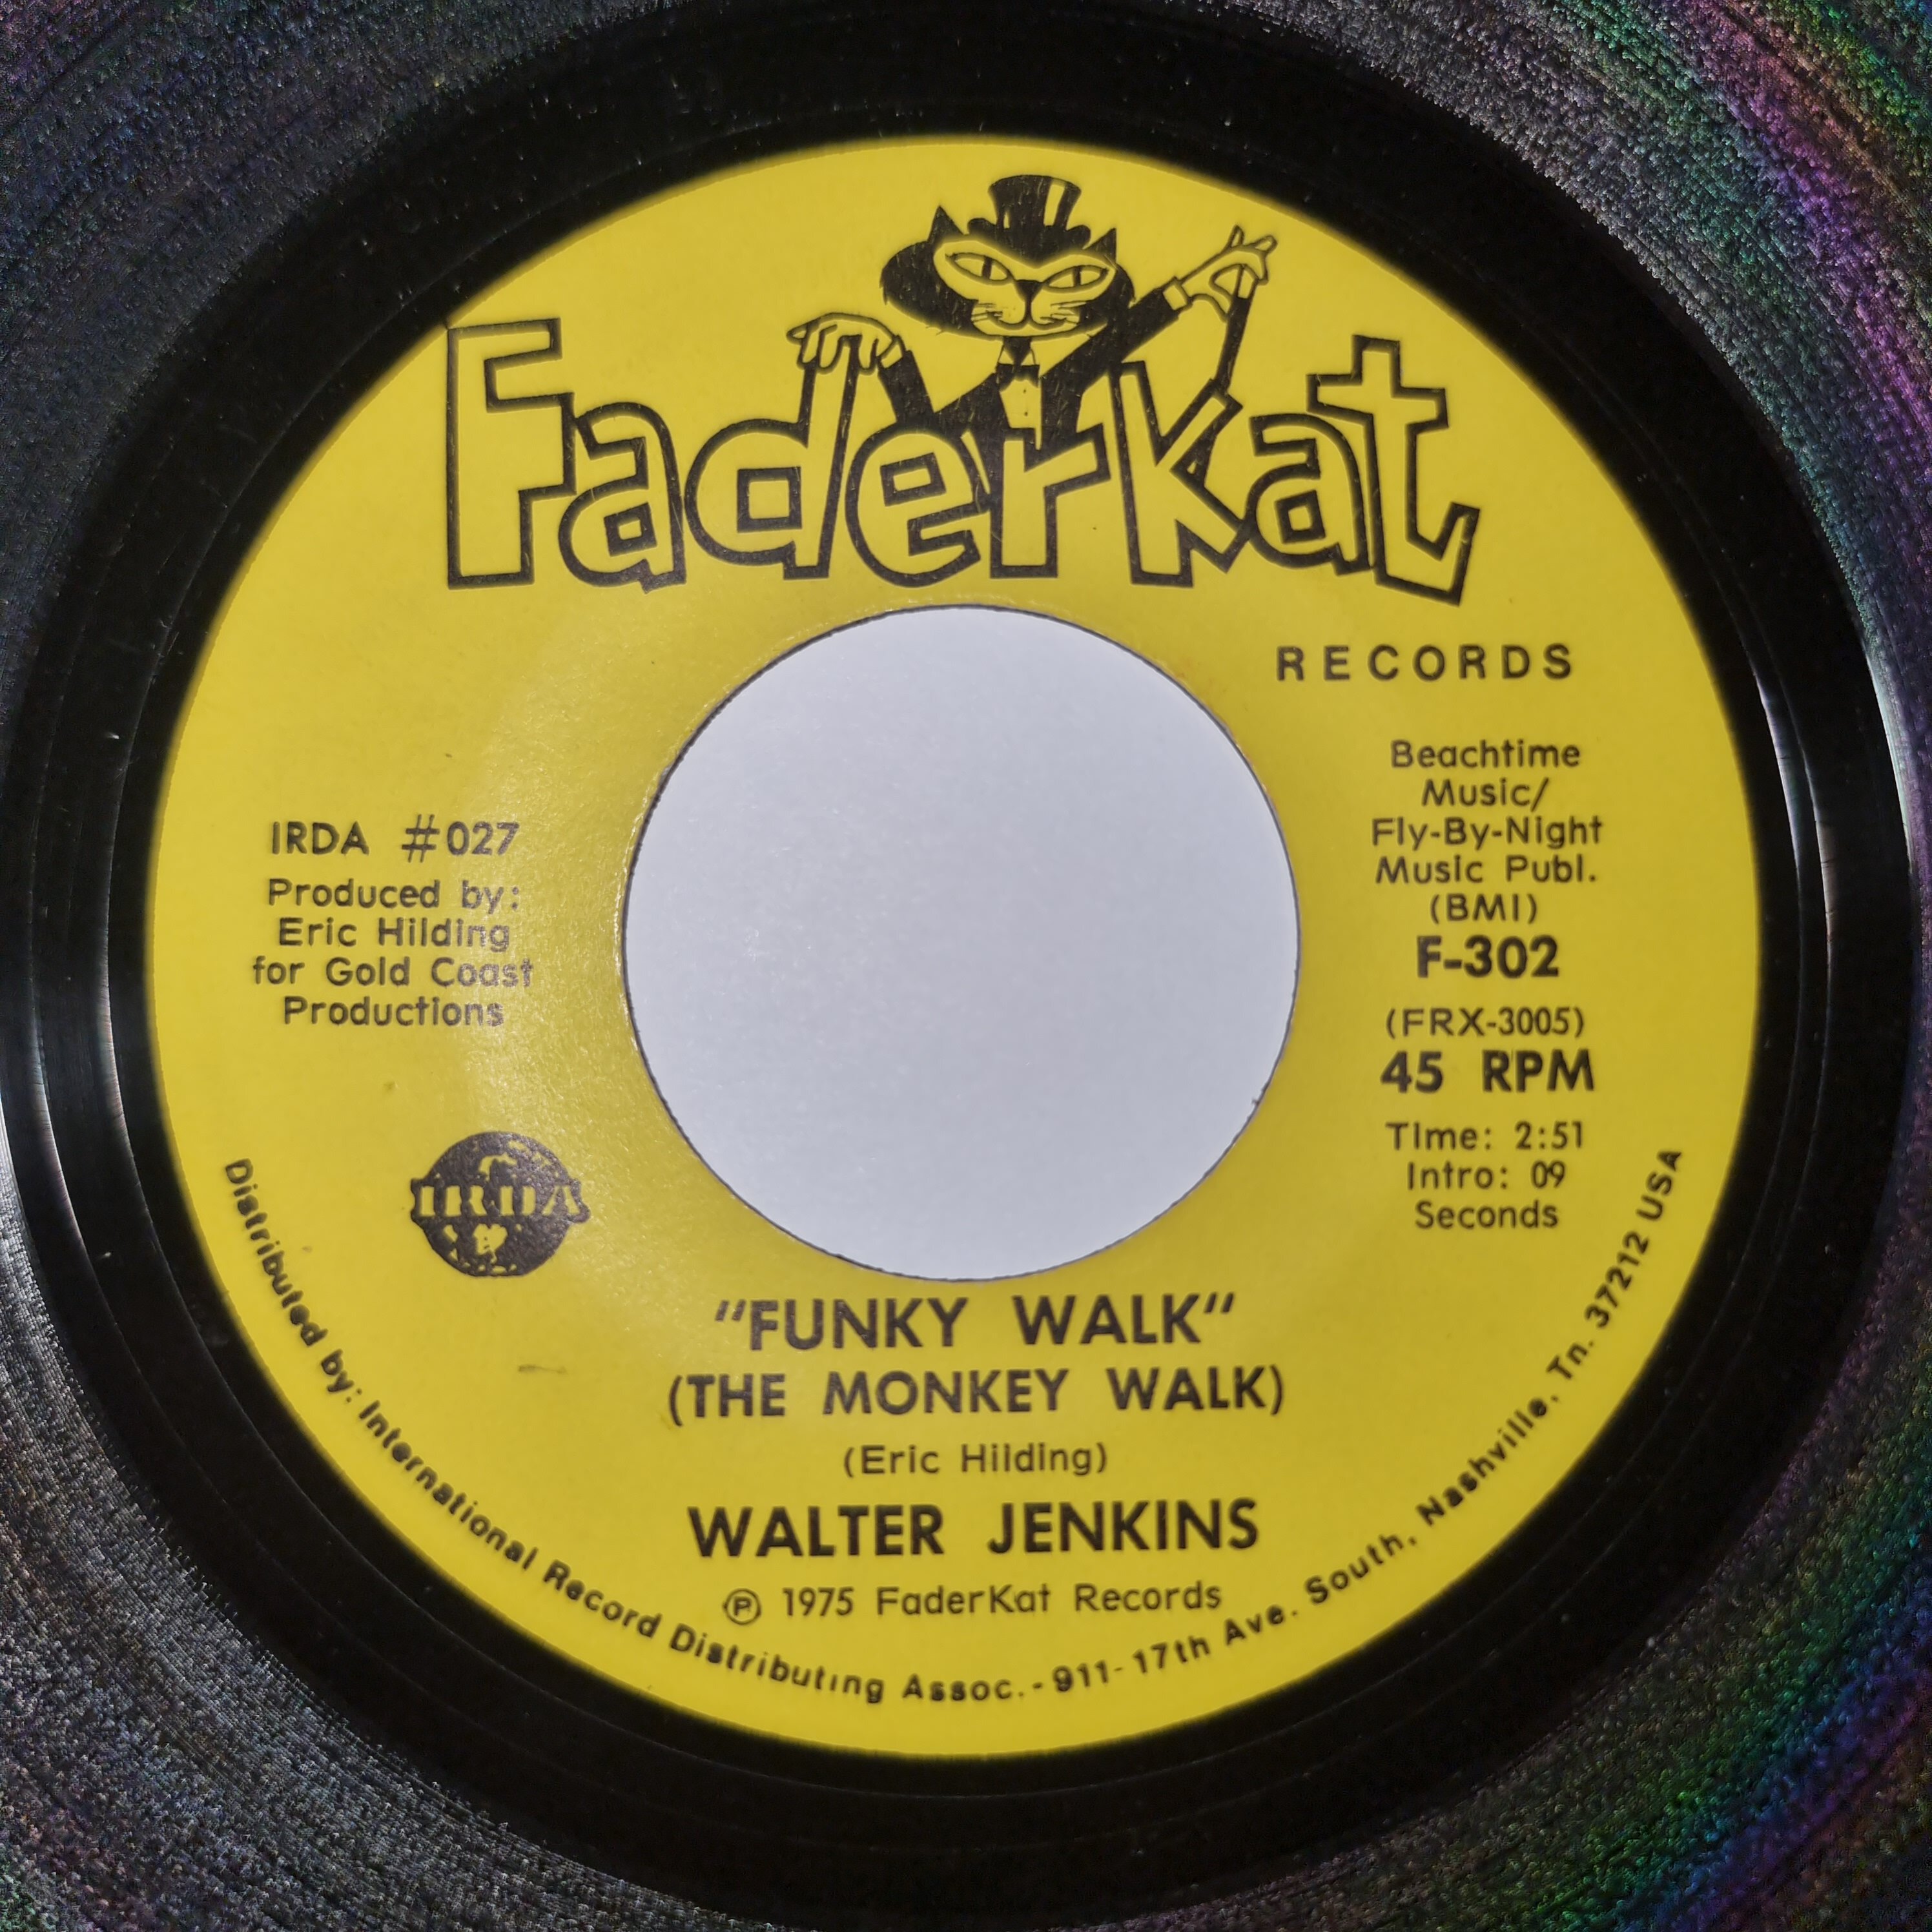 FaderKat
RECORDS
IRDA #027
Produced by:
Eric Hilding
for Gold Coast
Productions
IRDA
Beachtime
Music/
Fly-By-Night
Music Publ.
(BMI)
F-302
(FRX-3005)
45 RPM
TIme: 2:51
Intro: 09
Seconds
"FUNKY WALK"
(THE MONKEY WALK)
(Eric Hilding)
WALTER JENKINS
Ⓟ 1975 FaderKat Records
Distributed by: International Record Distributing Assoc. - 911-17th Ave. South, Nashville, Tn. 37212 USA